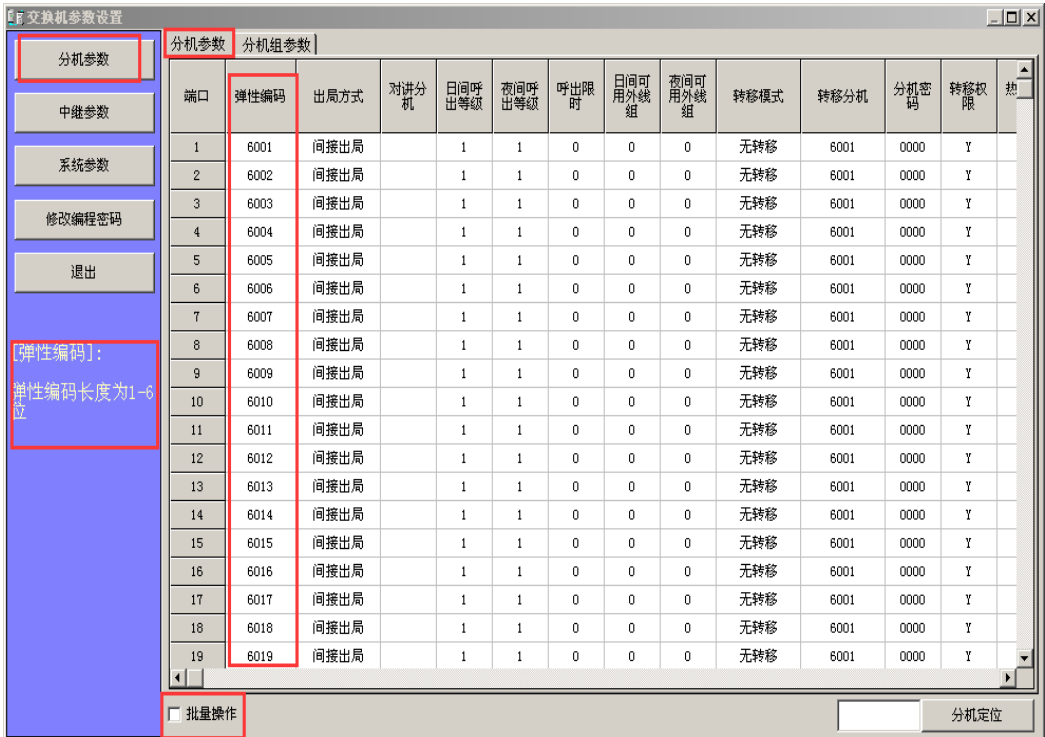 交换机参数设置
分机参数
中继参数
系统参数
修改编程密码
退出
[弹性编码]:
弹性编码长度为1-6
位
分机参数 分机组参数
端口 弹性编码 出局方式 对讲分机 日间呼出等级 夜间呼出等级 呼出限时 日间可用外线组 夜间可用外线组 转移模式 转移分机 分机密码 转移权限 热
1 6001 间接出局 1 1 0 0 0 无转移 6001 0000 Y
2 6002 间接出局 1 1 0 0 0 无转移 6001 0000 Y
3 6003 间接出局 1 1 0 0 0 无转移 6001 0000 Y
4 6004 间接出局 1 1 0 0 0 无转移 6001 0000 Y
5 6005 间接出局 1 1 0 0 0 无转移 6001 0000 Y
6 6006 间接出局 1 1 0 0 0 无转移 6001 0000 Y
7 6007 间接出局 1 1 0 0 0 无转移 6001 0000 Y
8 6008 间接出局 1 1 0 0 0 无转移 6001 0000 Y
9 6009 间接出局 1 1 0 0 0 无转移 6001 0000 Y
10 6010 间接出局 1 1 0 0 0 无转移 6001 0000 Y
11 6011 间接出局 1 1 0 0 0 无转移 6001 0000 Y
12 6012 间接出局 1 1 0 0 0 无转移 6001 0000 Y
13 6013 间接出局 1 1 0 0 0 无转移 6001 0000 Y
14 6014 间接出局 1 1 0 0 0 无转移 6001 0000 Y
15 6015 间接出局 1 1 0 0 0 无转移 6001 0000 Y
16 6016 间接出局 1 1 0 0 0 无转移 6001 0000 Y
17 6017 间接出局 1 1 0 0 0 无转移 6001 0000 Y
18 6018 间接出局 1 1 0 0 0 无转移 6001 0000 Y
19 6019 间接出局 1 1 0 0 0 无转移 6001 0000 Y
批量操作 分机定位